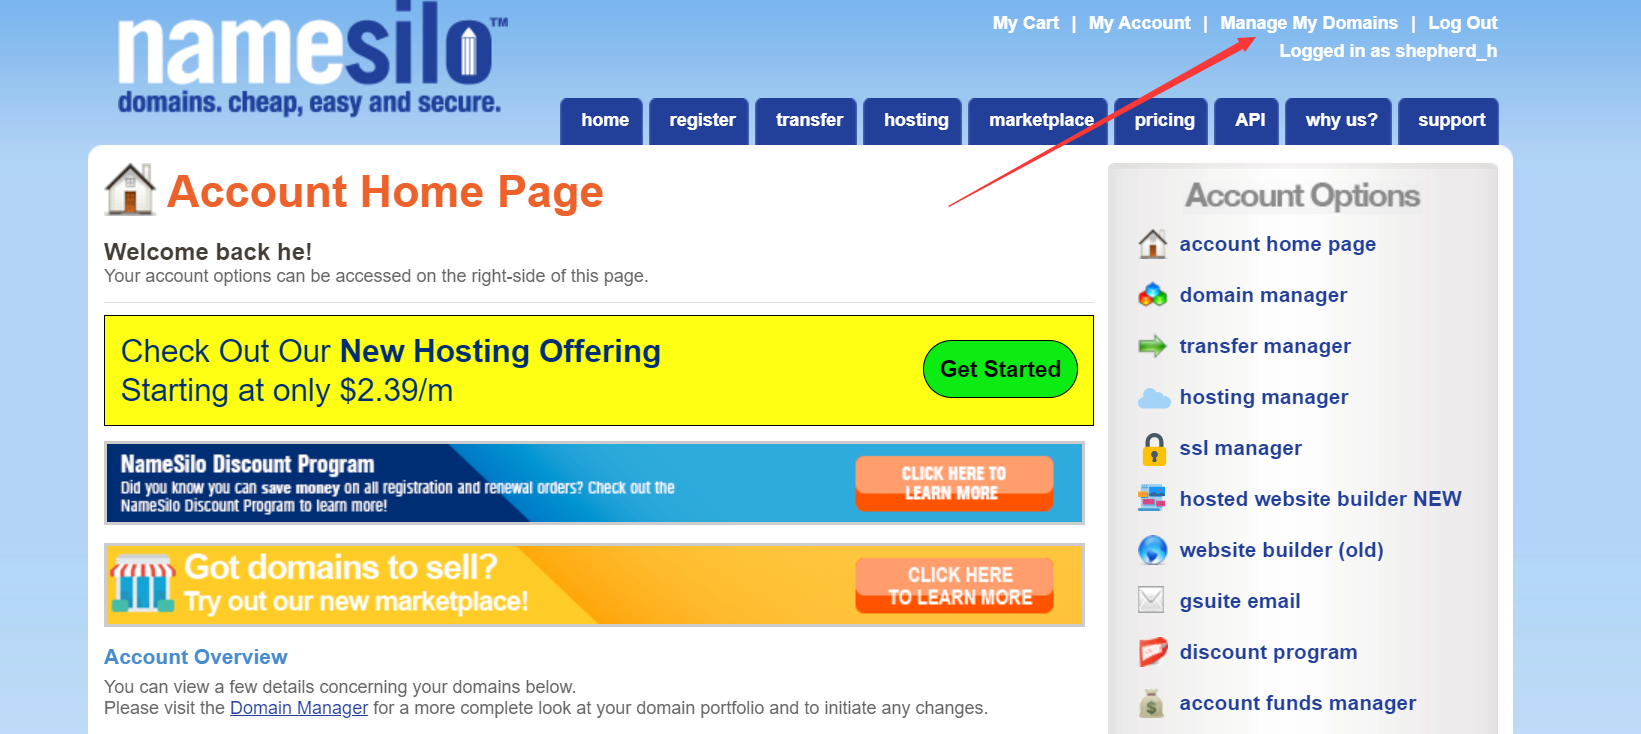 My Cart | My Account | Manage My Domains | Log Out
Logged in as shepherd_h
namesilo™
domains. cheap, easy and secure.
home register transfer hosting marketplace pricing API why us? support
Account Home Page
Welcome back he!
Your account options can be accessed on the right-side of this page.
Check Out Our New Hosting Offering
Starting at only $2.39/m
Get Started
NameSilo Discount Program
Did you know you can save money on all registration and renewal orders? Check out the
NameSilo Discount Program to learn more!
CLICK HERE TO
LEARN MORE
Got domains to sell?
Try out our new marketplace!
CLICK HERE
TO LEARN MORE
Account Overview
You can view a few details concerning your domains below.
Please visit the Domain Manager for a more complete look at your domain portfolio and to initiate any changes.
Account Options
account home page
domain manager
transfer manager
hosting manager
ssl manager
hosted website builder NEW
website builder (old)
gsuite email
discount program
account funds manager